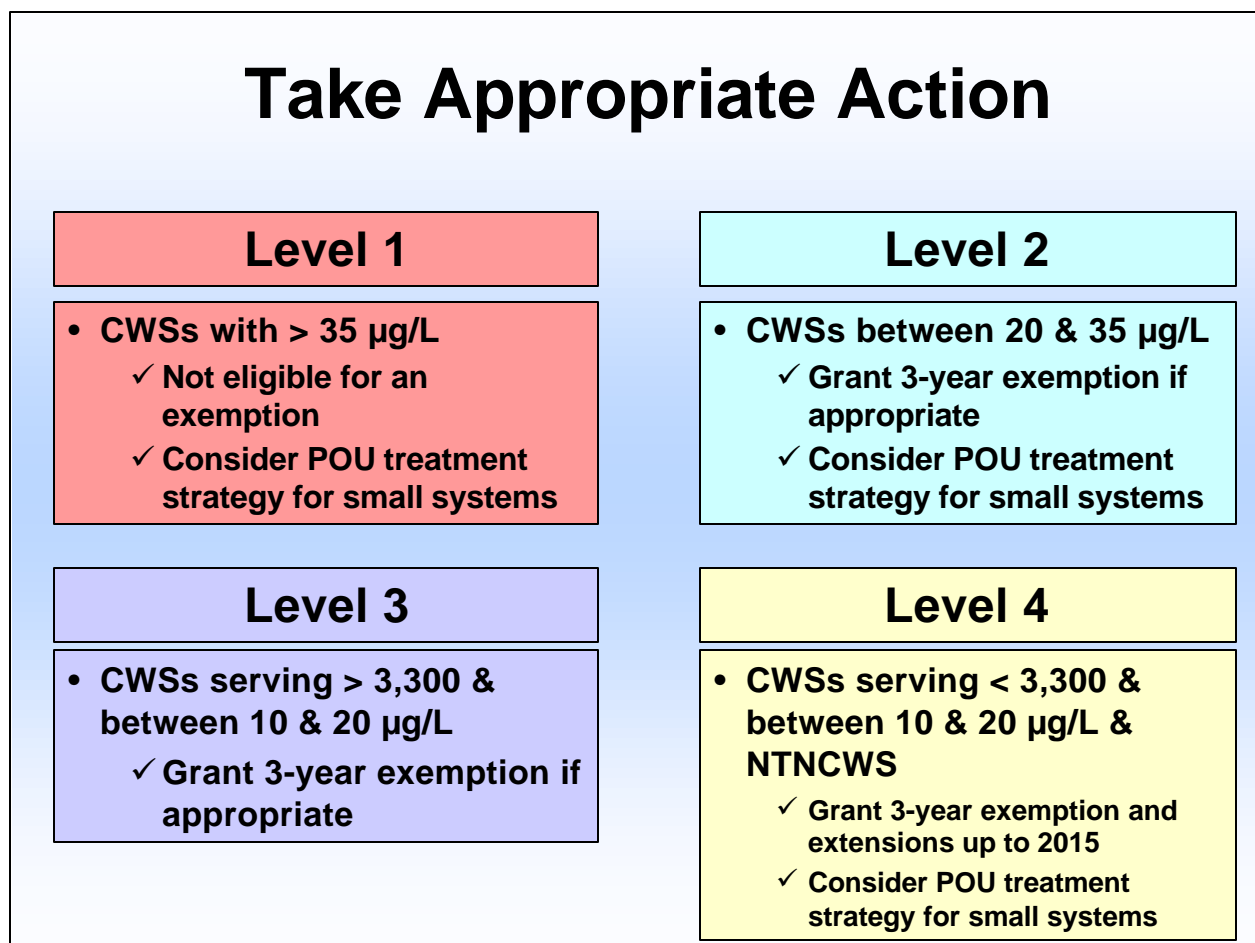 Take Appropriate Action
Level 1
• CWSs with > 35 µg/L
✓ Not eligible for an
exemption
✓ Consider POU treatment
strategy for small systems
Level 2
• CWSs between 20 & 35 µg/L
✓ Grant 3-year exemption if
appropriate
✓ Consider POU treatment
strategy for small systems
Level 3
• CWSs serving > 3,300 &
between 10 & 20 µg/L
✓ Grant 3-year exemption if
appropriate
Level 4
• CWSs serving < 3,300 &
between 10 & 20 µg/L &
NTNCWS
✓ Grant 3-year exemption and
extensions up to 2015
✓ Consider POU treatment
strategy for small systems